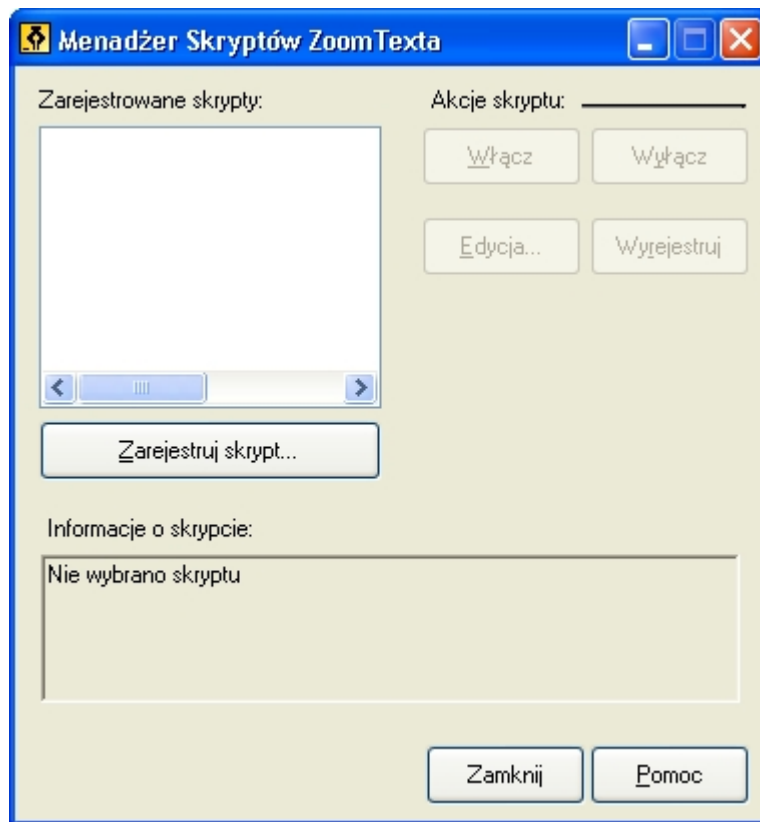 Menadżer Skryptów ZoomTexta
Zarejestrowane skrypty:
Akcje skryptu:
Włącz
Wyłącz
Edycja...
Wyrejestruj
Zarejestruj skrypt...
Informacje o skrypcie:
Nie wybrano skryptu
Zamknij
Pomoc